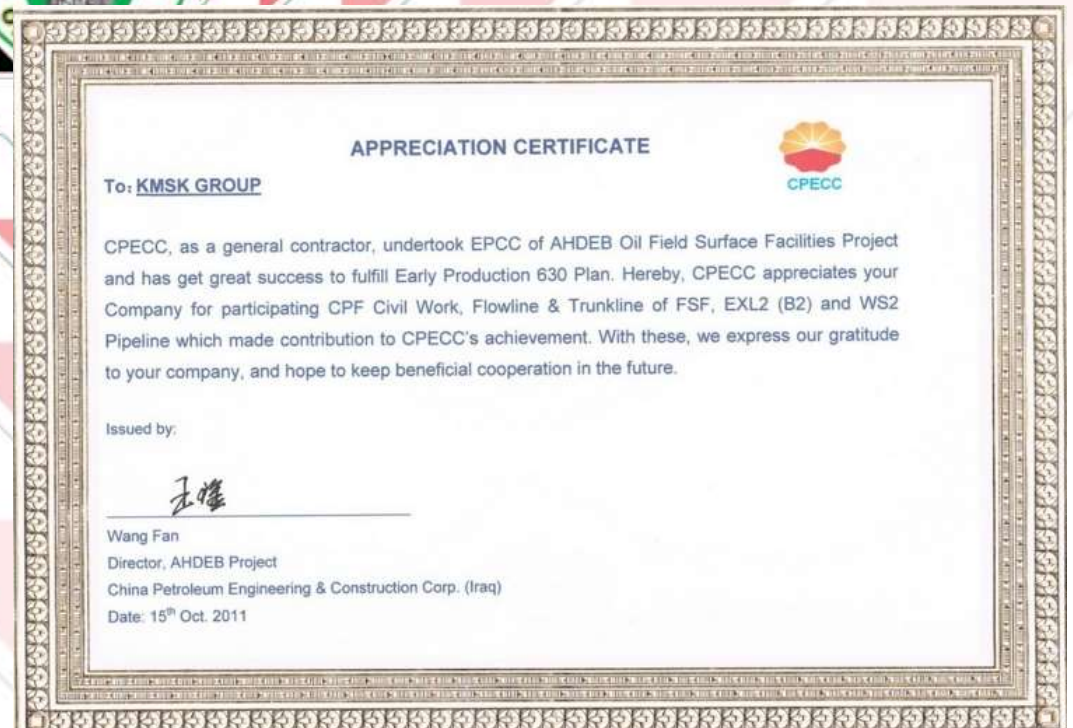 APPRECIATION CERTIFICATE
CPECC
To: KMSK GROUP
CPECC, as a general contractor, undertook EPCC of AHDEB Oil Field Surface Facilities Project
and has get great success to fulfill Early Production 630 Plan. Hereby, CPECC appreciates your
Company for participating CPF Civil Work, Flowline & Trunkline of FSF, EXL2 (B2) and WS2
Pipeline which made contribution to CPECC's achievement. With these, we express our gratitude
to your company, and hope to keep beneficial cooperation in the future.
Issued by:
Wang Fan
Director, AHDEB Project
China Petroleum Engineering & Construction Corp. (Iraq)
Date: 15th Oct. 2011